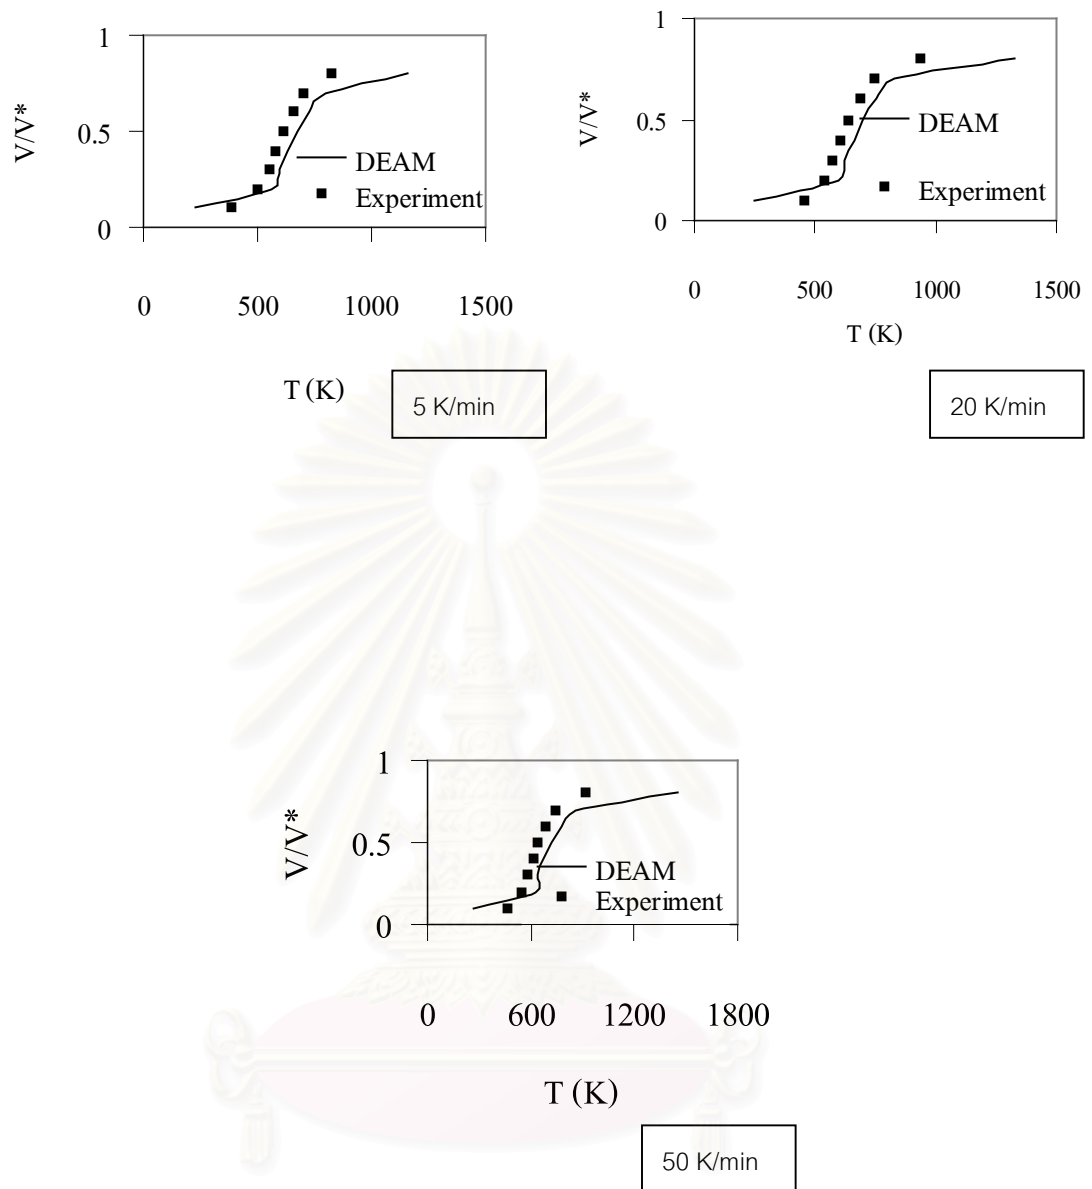 1
V/V*
0.5
DEAM
Experiment
0
0 500 1000 1500
T (K)
5 K/min
1
V/V*
0.5
DEAM
Experiment
0
0 500 1000 1500
T (K)
20 K/min
1
V/V*
0.5
DEAM
Experiment
0
0 600 1200 1800
T (K)
50 K/min